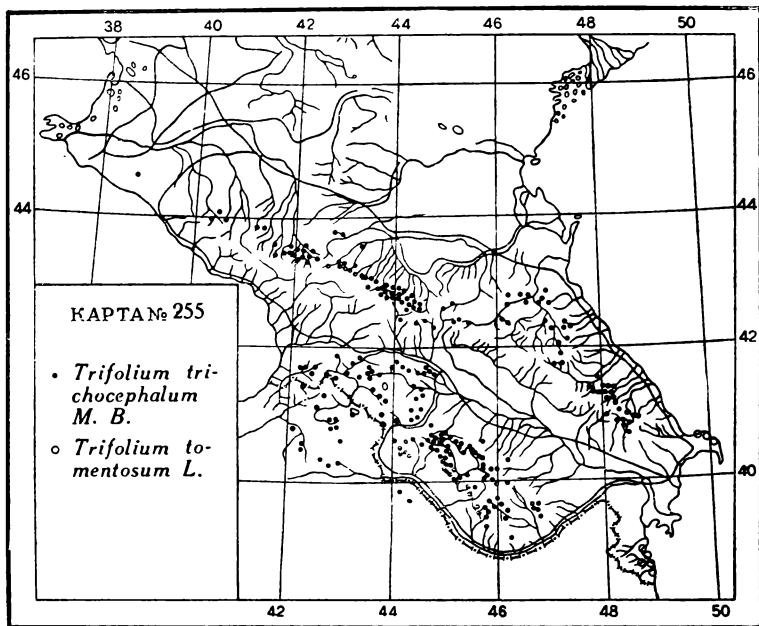 38 40 42 44 46 48 50
46 46
44 44
КАРТА № 255
42
• Trifolium tri-
chocephalum
M. B.
○ Trifolium to-
mentosum L.
40
42 44 46 48 50